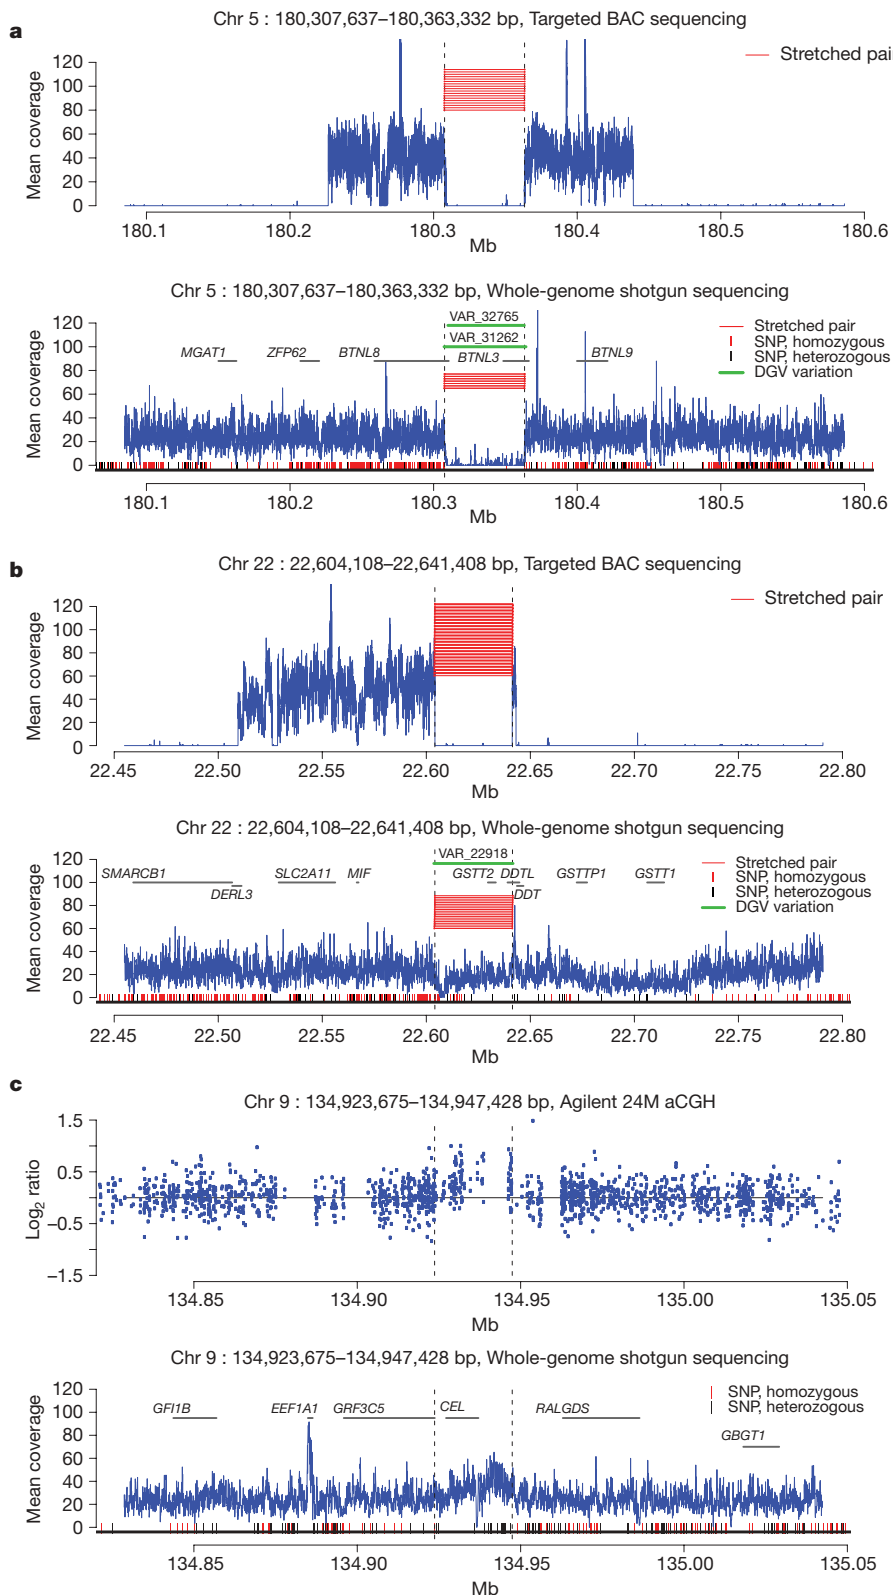 a
Chr 5 : 180,307,637–180,363,332 bp, Targeted BAC sequencing
Stretched pai
Mean coverage
120
100
80
60
40
20
0
180.1 180.2 180.3 180.4 180.5 180.6
Mb
Chr 5 : 180,307,637–180,363,332 bp, Whole-genome shotgun sequencing
VAR_32765
VAR_31262
MGAT1 ZFP62 BTNL8 BTNL3 BTNL9
Stretched pair
SNP, homozygous
SNP, heterozogous
DGV variation
Mean coverage
120
100
80
60
40
20
0
180.1 180.2 180.3 180.4 180.5 180.6
Mb
b
Chr 22 : 22,604,108–22,641,408 bp, Targeted BAC sequencing
Stretched pair
Mean coverage
120
100
80
60
40
20
0
22.45 22.50 22.55 22.60 22.65 22.70 22.75 22.80
Mb
Chr 22 : 22,604,108–22,641,408 bp, Whole-genome shotgun sequencing
VAR_22918
SMARCB1 SLC2A11 MIF GSTT2 DDTL GSTTP1 GSTT1
DERL3 DDT
Stretched pair
SNP, homozygous
SNP, heterozogous
DGV variation
Mean coverage
120
100
80
60
40
20
0
22.45 22.50 22.55 22.60 22.65 22.70 22.75 22.80
Mb
c
Chr 9 : 134,923,675–134,947,428 bp, Agilent 24M aCGH
Log2 ratio
1.5
0.5
−0.5
−1.5
134.85 134.90 134.95 135.00 135.05
Mb
Chr 9 : 134,923,675–134,947,428 bp, Whole-genome shotgun sequencing
GFI1B EEF1A1 GRF3C5 CEL RALGDS
GBGT1
SNP, homozygous
SNP, heterozogous
Mean coverage
120
100
80
60
40
20
0
134.85 134.90 134.95 135.00 135.05
Mb